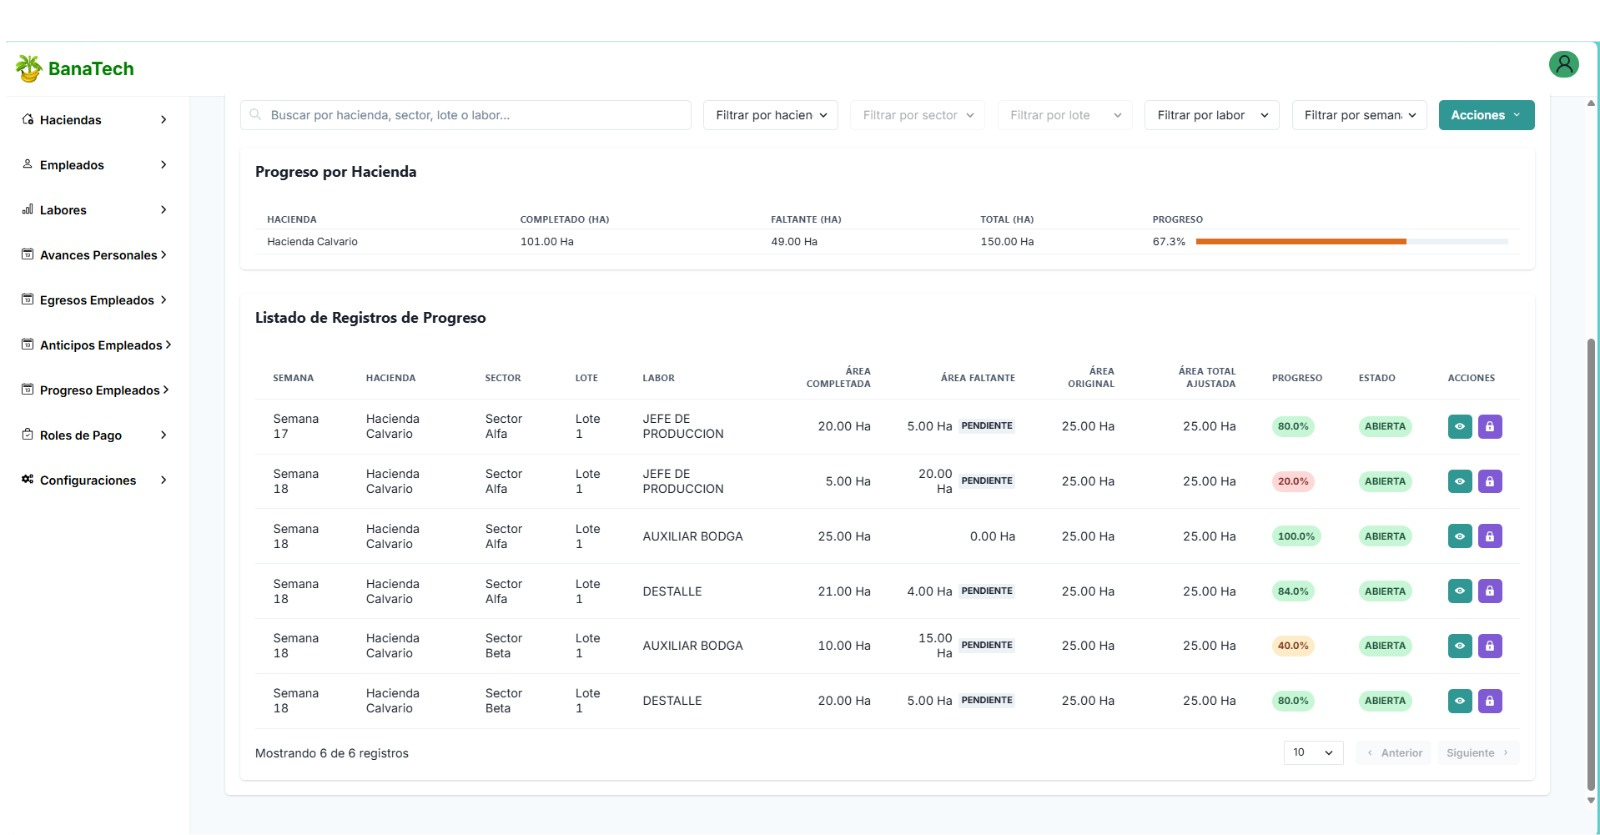 BanaTech
Haciendas
Empleados
Labores
Avances Personales
Egresos Empleados
Anticipos Empleados
Progreso Empleados
Roles de Pago
Configuraciones
Buscar por hacienda, sector, lote o labor... Filtrar por hacien Filtrar por sector Filtrar por lote Filtrar por labor Filtrar por seman Acciones
Progreso por Hacienda
HACIENDA COMPLETADO (HA) FALTANTE (HA) TOTAL (HA) PROGRESO
Hacienda Calvario 101.00 Ha 49.00 Ha 150.00 Ha 67.3%
Listado de Registros de Progreso
SEMANA HACIENDA SECTOR LOTE LABOR ÁREA COMPLETADA ÁREA FALTANTE ÁREA ORIGINAL ÁREA TOTAL AJUSTADA PROGRESO ESTADO ACCIONES
Semana 17 Hacienda Calvario Sector Alfa Lote 1 JEFE DE PRODUCCION 20.00 Ha 5.00 Ha PENDIENTE 25.00 Ha 25.00 Ha 80.0% ABIERTA
Semana 18 Hacienda Calvario Sector Alfa Lote 1 JEFE DE PRODUCCION 5.00 Ha 20.00 Ha PENDIENTE 25.00 Ha 25.00 Ha 20.0% ABIERTA
Semana 18 Hacienda Calvario Sector Alfa Lote 1 AUXILIAR BODGA 25.00 Ha 0.00 Ha 25.00 Ha 25.00 Ha 100.0% ABIERTA
Semana 18 Hacienda Calvario Sector Alfa Lote 1 DESTALLE 21.00 Ha 4.00 Ha PENDIENTE 25.00 Ha 25.00 Ha 84.0% ABIERTA
Semana 18 Hacienda Calvario Sector Beta Lote 1 AUXILIAR BODGA 10.00 Ha 15.00 Ha PENDIENTE 25.00 Ha 25.00 Ha 40.0% ABIERTA
Semana 18 Hacienda Calvario Sector Beta Lote 1 DESTALLE 20.00 Ha 5.00 Ha PENDIENTE 25.00 Ha 25.00 Ha 80.0% ABIERTA
Mostrando 6 de 6 registros 10 Anterior Siguiente